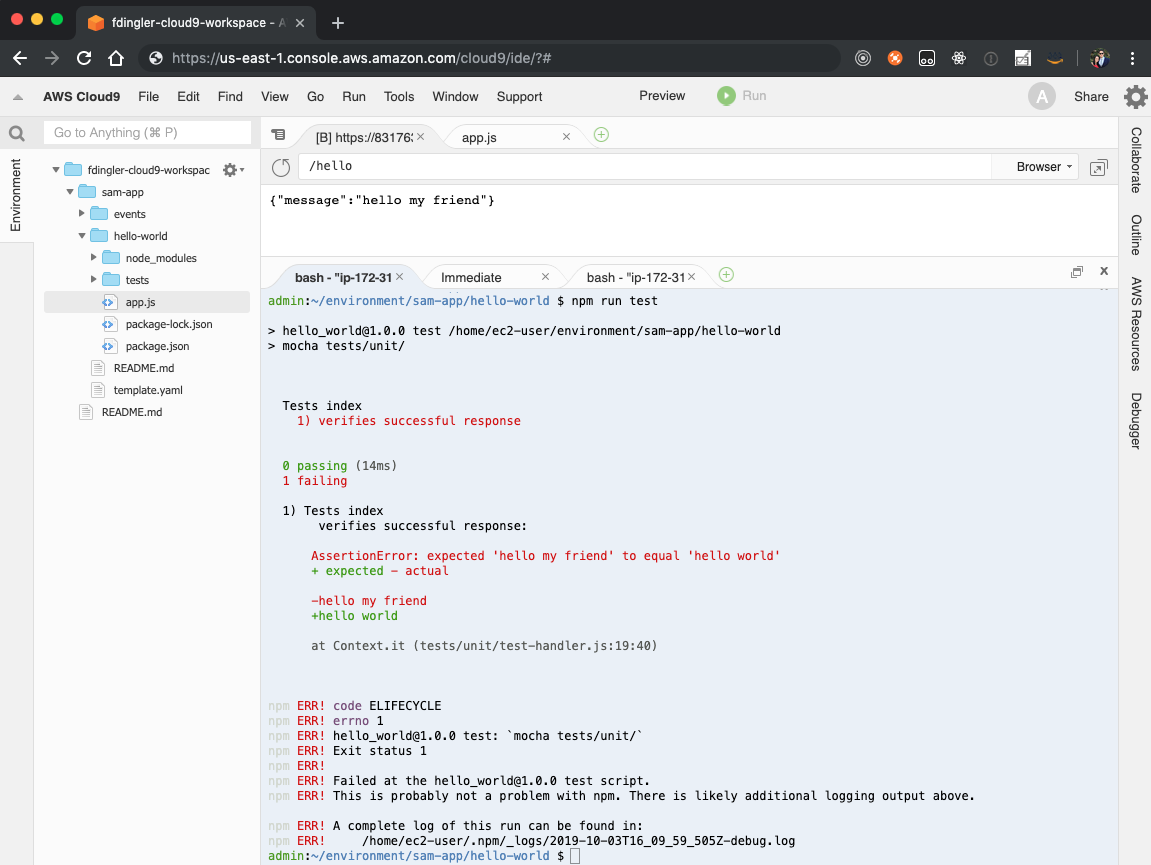 fdingler-cloud9-workspace - A
https://us-east-1.console.aws.amazon.com/cloud9/ide/?#
AWS Cloud9 File Edit Find View Go Run Tools Window Support Preview Run A Share
Go to Anything (⌘ P)
Environment
fdingler-cloud9-workspac
sam-app
events
hello-world
node_modules
tests
app.js
package-lock.json
package.json
README.md
template.yaml
README.md
[B] https://83176: app.js
/hello Browser
{"message":"hello my friend"}
bash - "ip-172-31 Immediate bash - "ip-172-31
admin:~/environment/sam-app/hello-world $ npm run test
> hello_world@1.0.0 test /home/ec2-user/environment/sam-app/hello-world
> mocha tests/unit/
Tests index
1) verifies successful response
0 passing (14ms)
1 failing
1) Tests index
verifies successful response:
AssertionError: expected 'hello my friend' to equal 'hello world'
+ expected - actual
-hello my friend
+hello world
at Context.it (tests/unit/test-handler.js:19:40)
npm ERR! code ELIFECYCLE
npm ERR! errno 1
npm ERR! hello_world@1.0.0 test: `mocha tests/unit/`
npm ERR! Exit status 1
npm ERR!
npm ERR! Failed at the hello_world@1.0.0 test script.
npm ERR! This is probably not a problem with npm. There is likely additional logging output above.
npm ERR! A complete log of this run can be found in:
npm ERR!     /home/ec2-user/.npm/_logs/2019-10-03T16_09_59_505Z-debug.log
admin:~/environment/sam-app/hello-world $
Collaborate
Outline
AWS Resources
Debugger